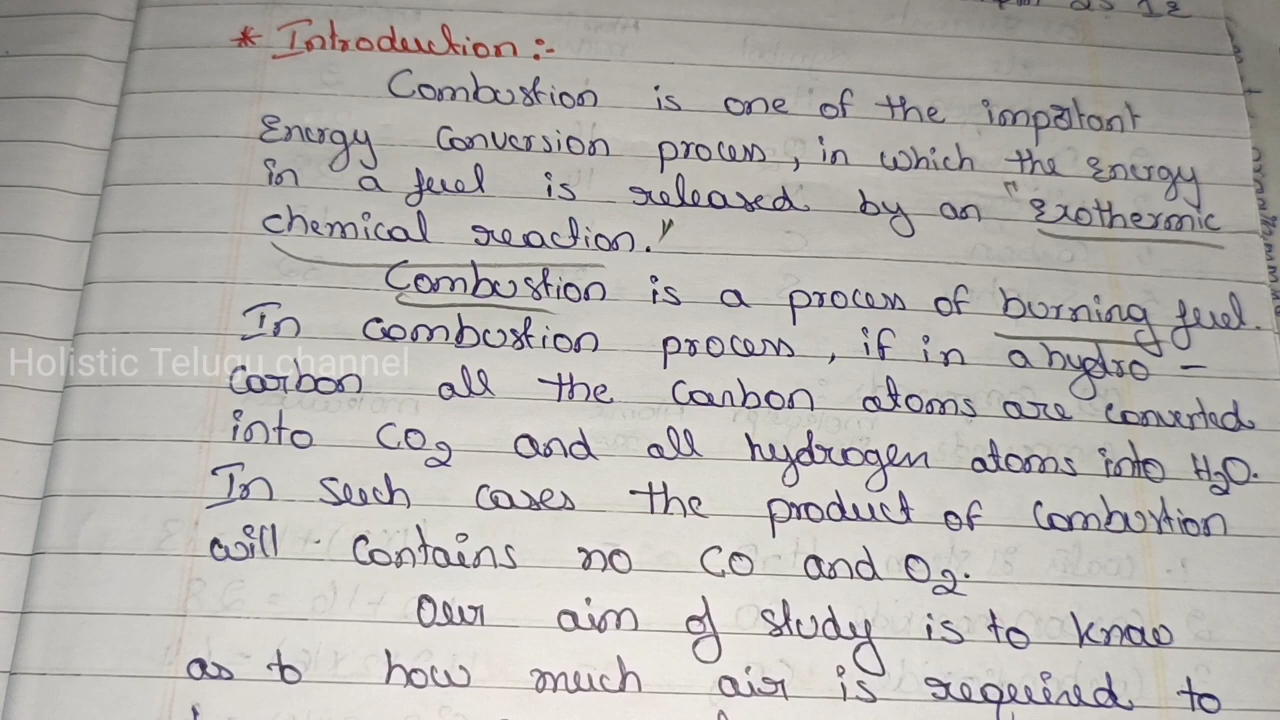 * Introduction :-
Combustion is one of the important
Energy conversion process, in which the Energy
in a fuel is released by an "Exothermic
chemical reaction."
Combustion is a process of burning fuel.
In combustion process, if in a hydro -
Carbon all the Carbon atoms are converted
into CO2 and all hydrogen atoms into H2O.
In such cases the product of Combustion
will contains no CO and O2.
Our aim of study is to know
as to how much air is required to
Holistic Telugu channel